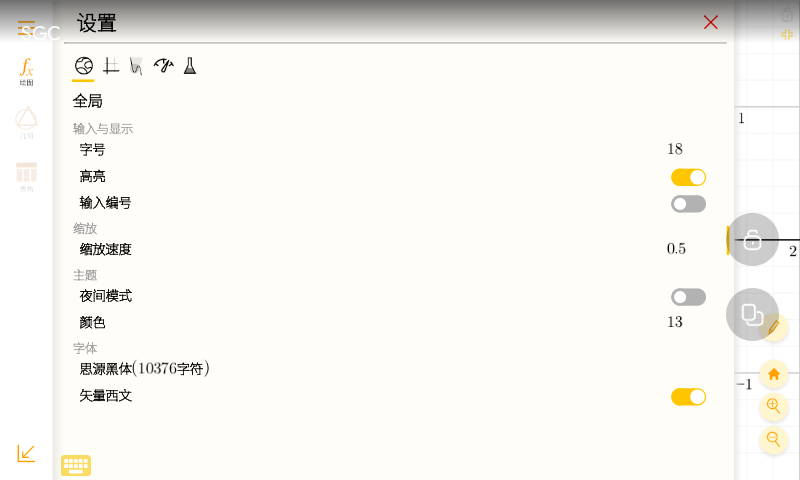 设置
SGC
绘图
全局
输入与显示
字号 18
高亮
输入编号
缩放
缩放速度 0.5
主题
夜间模式
颜色 13
字体
思源黑体(10376字符)
矢量西文
1
2
−1